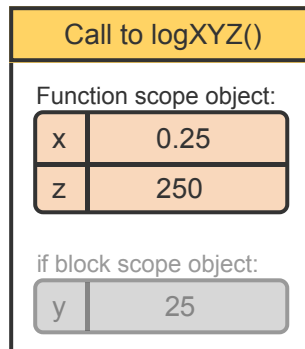 Call to logXYZ()
Function scope object:
x 0.25
z 250
if block scope object:
y 25